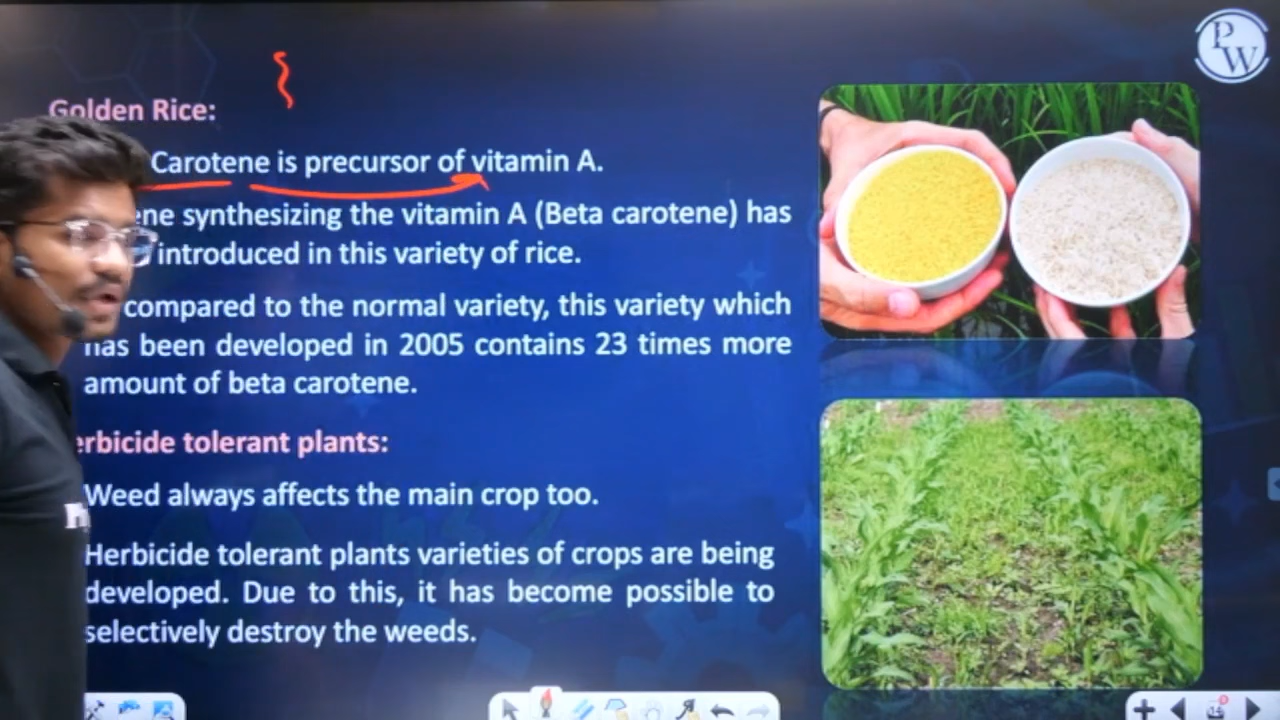 PW
Golden Rice:
Carotene is precursor of vitamin A.
synthesizing the vitamin A (Beta carotene) has
introduced in this variety of rice.
compared to the normal variety, this variety which
has been developed in 2005 contains 23 times more
amount of beta carotene.
erbicide tolerant plants:
Weed always affects the main crop too.
Herbicide tolerant plants varieties of crops are being
developed. Due to this, it has become possible to
selectively destroy the weeds.